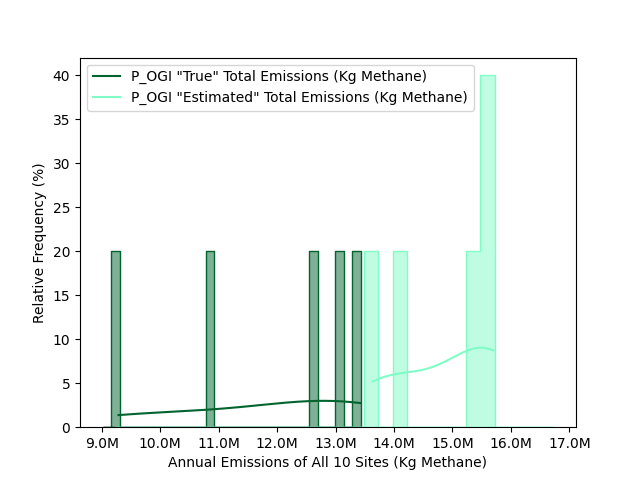 P_OGI "True" Total Emissions (Kg Methane)
P_OGI "Estimated" Total Emissions (Kg Methane)
40
35
30
25
20
15
10
5
0
Relative Frequency (%)
9.0M 10.0M 11.0M 12.0M 13.0M 14.0M 15.0M 16.0M 17.0M
Annual Emissions of All 10 Sites (Kg Methane)